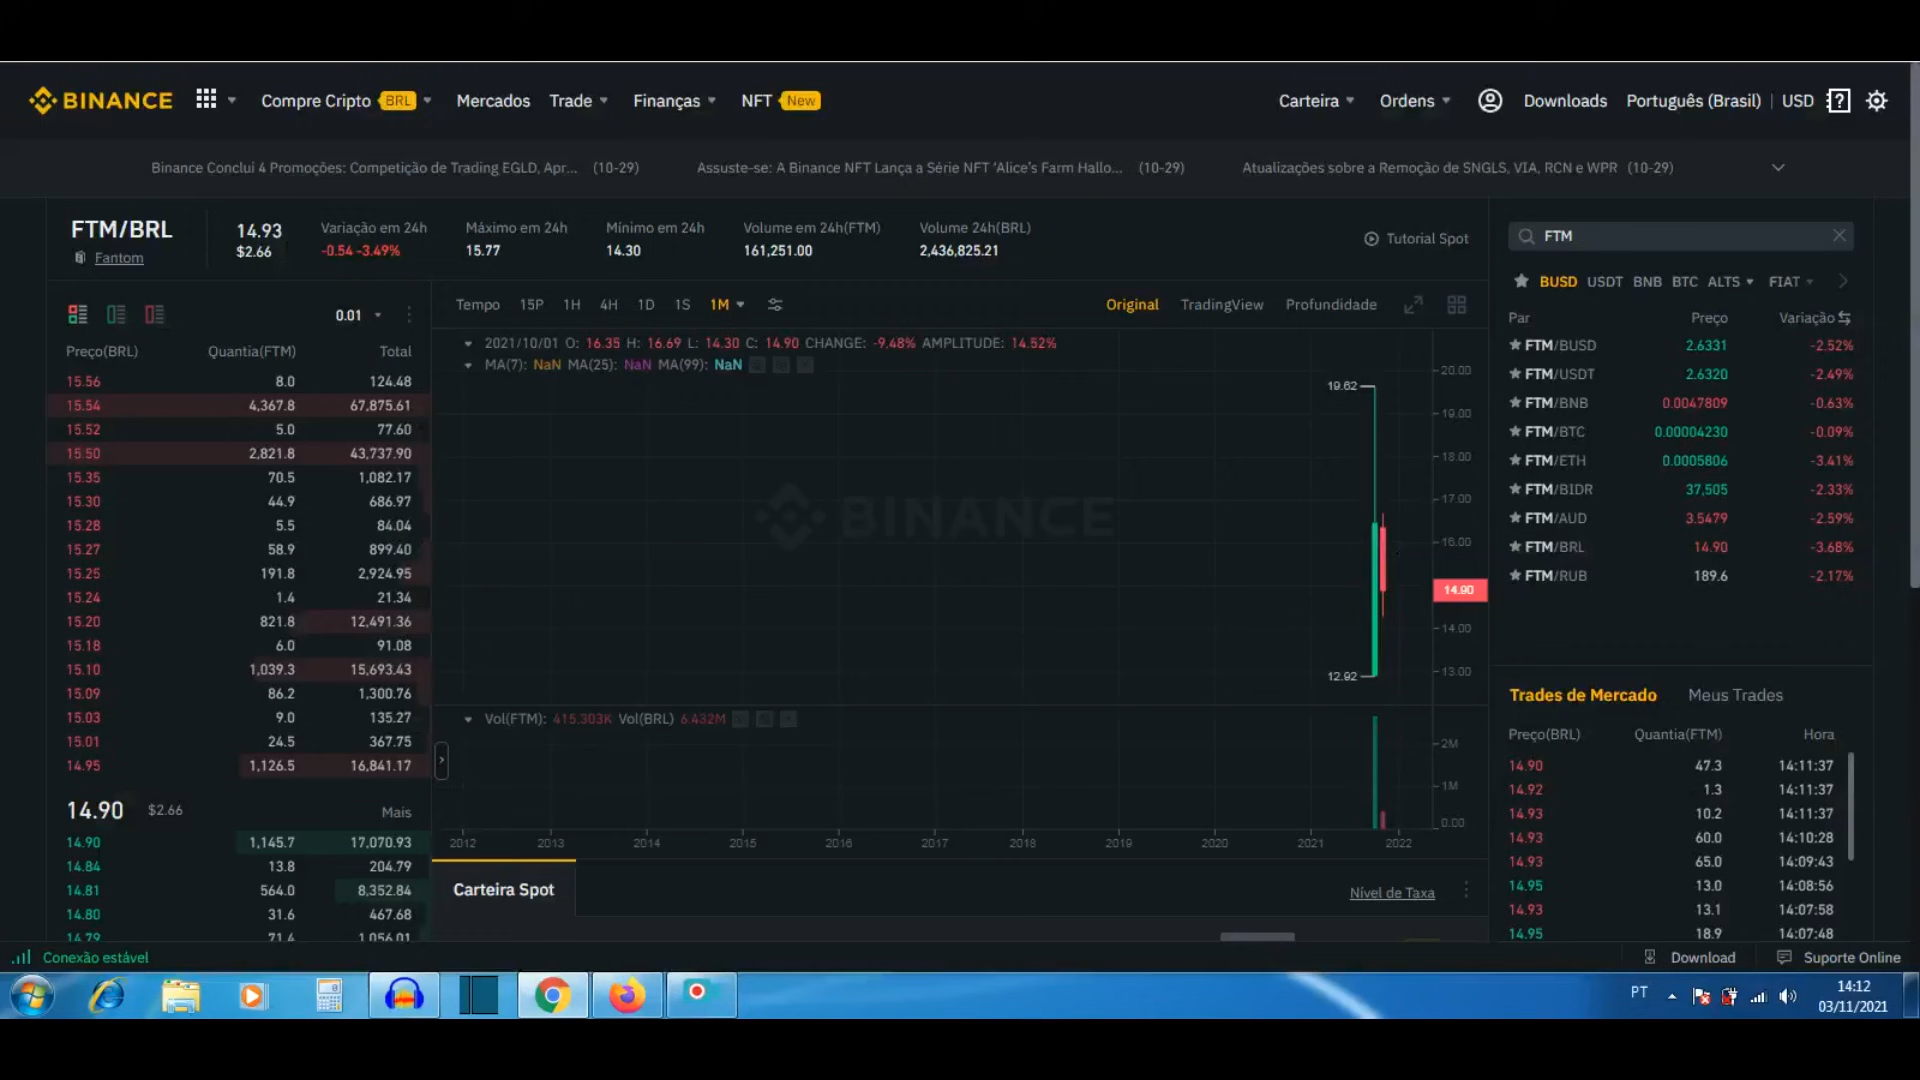 BINANCE
Compre Cripto BRL
Mercados
Trade
Finanças
NFT New
Carteira
Ordens
Downloads
Português (Brasil) | USD
Binance Conclui 4 Promoções: Competição de Trading EGLD, Apr... (10-29)
Assuste-se: A Binance NFT Lança a Série NFT 'Alice's Farm Hallo... (10-29)
Atualizações sobre a Remoção de SNGLS, VIA, RCN e WPR (10-29)
FTM/BRL
Fantom
14.93
$2.66
Variação em 24h
-0.54 -3.49%
Máximo em 24h
15.77
Mínimo em 24h
14.30
Volume em 24h(FTM)
161,251.00
Volume 24h(BRL)
2,436,825.21
Tutorial Spot
0.01
Preço(BRL) Quantia(FTM) Total
15.56 8.0 124.48
15.54 4,367.8 67,875.61
15.52 5.0 77.60
15.50 2,821.8 43,737.90
15.35 70.5 1,082.17
15.30 44.9 686.97
15.28 5.5 84.04
15.27 58.9 899.40
15.25 191.8 2,924.95
15.24 1.4 21.34
15.20 821.8 12,491.36
15.18 6.0 91.08
15.10 1,039.3 15,693.43
15.09 86.2 1,300.76
15.03 9.0 135.27
15.01 24.5 367.75
14.95 1,126.5 16,841.17
14.90 $2.66 Mais
14.90 1,145.7 17,070.93
14.84 13.8 204.79
14.81 564.0 8,352.84
14.80 31.6 467.68
14.79 71.4 1,056.01
Tempo 15P 1H 4H 1D 1S 1M
Original TradingView Profundidade
2021/10/01 O: 16.35 H: 16.69 L: 14.30 C: 14.90 CHANGE: -9.48% AMPLITUDE: 14.52%
MA(7): NaN MA(25): NaN MA(99): NaN
BINANCE
19.62
12.92
20.00
19.00
18.00
17.00
16.00
14.90
14.00
13.00
Vol(FTM): 415.303K Vol(BRL) 6.432M
2M
1M
0.00
2012 2013 2014 2015 2016 2017 2018 2019 2020 2021 2022
Carteira Spot
Nível de Taxa
FTM
BUSD USDT BNB BTC ALTS FIAT
Par Preço Variação
FTM/BUSD 2.6331 -2.52%
FTM/USDT 2.6320 -2.49%
FTM/BNB 0.0047809 -0.63%
FTM/BTC 0.00004230 -0.09%
FTM/ETH 0.0005806 -3.41%
FTM/BIDR 37,505 -2.33%
FTM/AUD 3.5479 -2.59%
FTM/BRL 14.90 -3.68%
FTM/RUB 189.6 -2.17%
Trades de Mercado Meus Trades
Preço(BRL) Quantia(FTM) Hora
14.90 47.3 14:11:37
14.92 1.3 14:11:37
14.93 10.2 14:11:37
14.93 60.0 14:10:28
14.93 65.0 14:09:43
14.95 13.0 14:08:56
14.93 13.1 14:07:58
14.95 18.9 14:07:48
Conexão estável
Download
Suporte Online
PT
14:12
03/11/2021